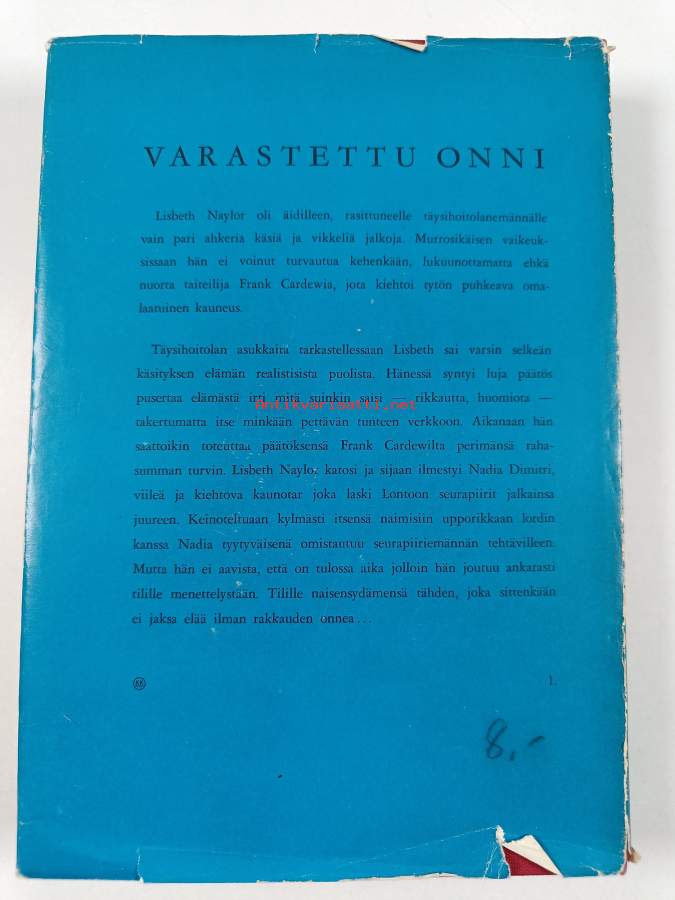 VARASTETTU ONNI
Lisbeth Naylor oli äidilleen, rasittuneelle täysihoitolanemännälle
vain pari ahkeria käsiä ja vikkeliä jalkoja. Murrosikäisen vaikeuk-
sissaan hän ei voinut turvautua kehenkään, lukuunottamatta ehkä
nuorta taiteilija Frank Cardewia, jota kiehtoi tytön puhkeava oma-
laatuinen kauneus.
Täysihoitolan asukkaita tarkastellessaan Lisbeth sai varsin selkeän
käsityksen elämän realistisista puolista. Hänessä syntyi luja päätös
pusertaa elämästä irti mitä suinkin saisi — rikkautta, huomiota —
antikvariaatti.net
takertumatta itse minkään pettävän tunteen verkkoon. Aikanaan hän
saattoikin toteuttaa päätöksensä Frank Cardewilta perimänsä raha-
summan turvin. Lisbeth Naylor katosi ja sijaan ilmestyi Nadia Dimitri,
viileä ja kiehtova kaunotar joka laski Lontoon seurapiirit jalkainsa
juureen. Keinoteltuaan kylmästi itsensä naimisiin upporikkaan lordin
kanssa Nadia tyytyväisenä omistautuu seurapiiriemännän tehtävilleen.
Mutta hän ei aavista, että on tulossa aika jolloin hän joutuu ankarasti
tilille menettelystään. Tilille naisensydämensä tähden, joka sittenkään
ei jaksa elää ilman rakkauden onnea ...
KK
1.
8,-